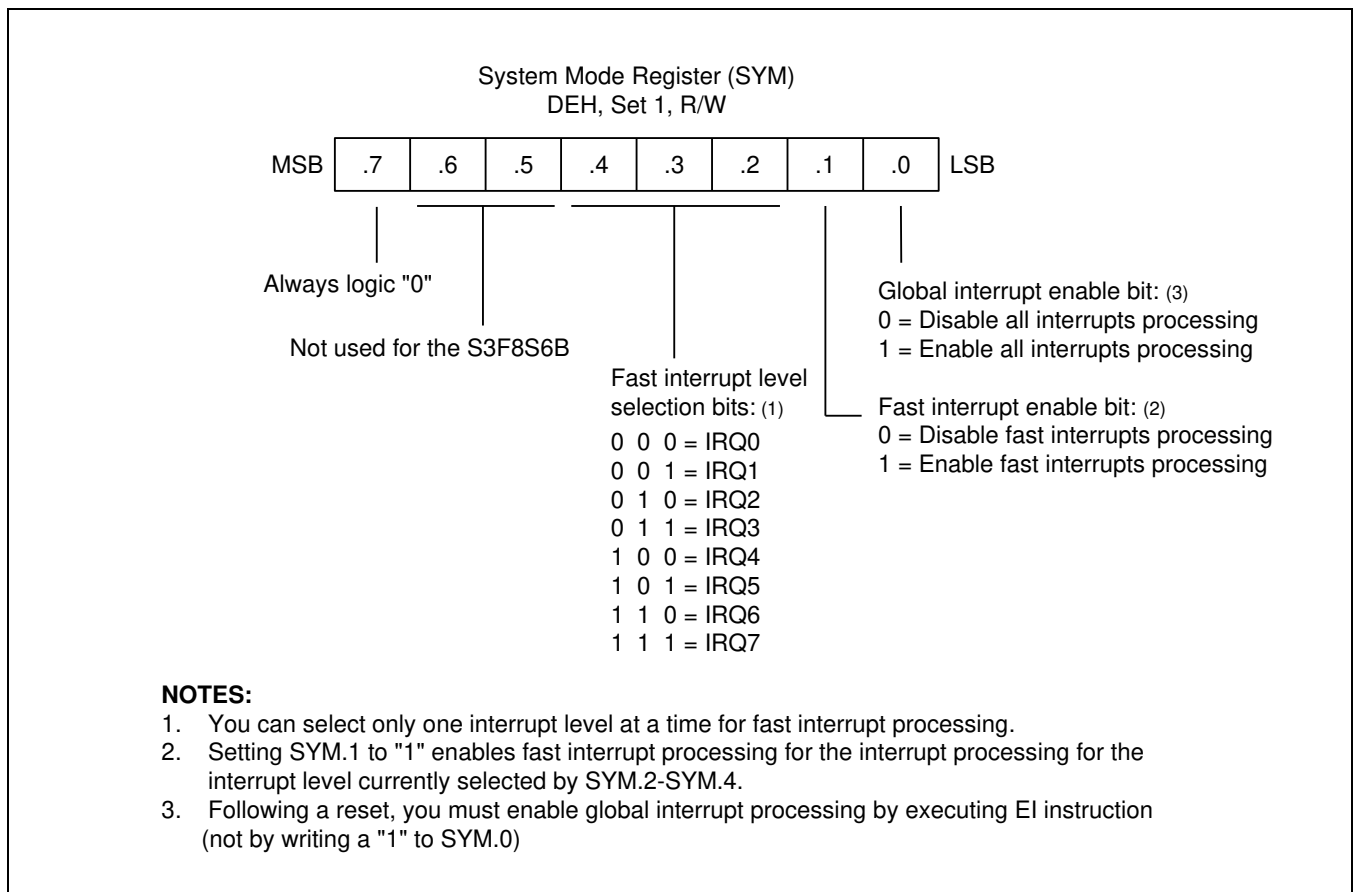 System Mode Register (SYM)
DEH, Set 1, R/W
MSB .7 .6 .5 .4 .3 .2 .1 .0 LSB
Always logic "0"
Not used for the S3F8S6B
Fast interrupt level
selection bits: (1)
0 0 0 = IRQ0
0 0 1 = IRQ1
0 1 0 = IRQ2
0 1 1 = IRQ3
1 0 0 = IRQ4
1 0 1 = IRQ5
1 1 0 = IRQ6
1 1 1 = IRQ7
Global interrupt enable bit: (3)
0 = Disable all interrupts processing
1 = Enable all interrupts processing
Fast interrupt enable bit: (2)
0 = Disable fast interrupts processing
1 = Enable fast interrupts processing
NOTES:
1. You can select only one interrupt level at a time for fast interrupt processing.
2. Setting SYM.1 to "1" enables fast interrupt processing for the interrupt processing for the
interrupt level currently selected by SYM.2-SYM.4.
3. Following a reset, you must enable global interrupt processing by executing EI instruction
(not by writing a "1" to SYM.0)